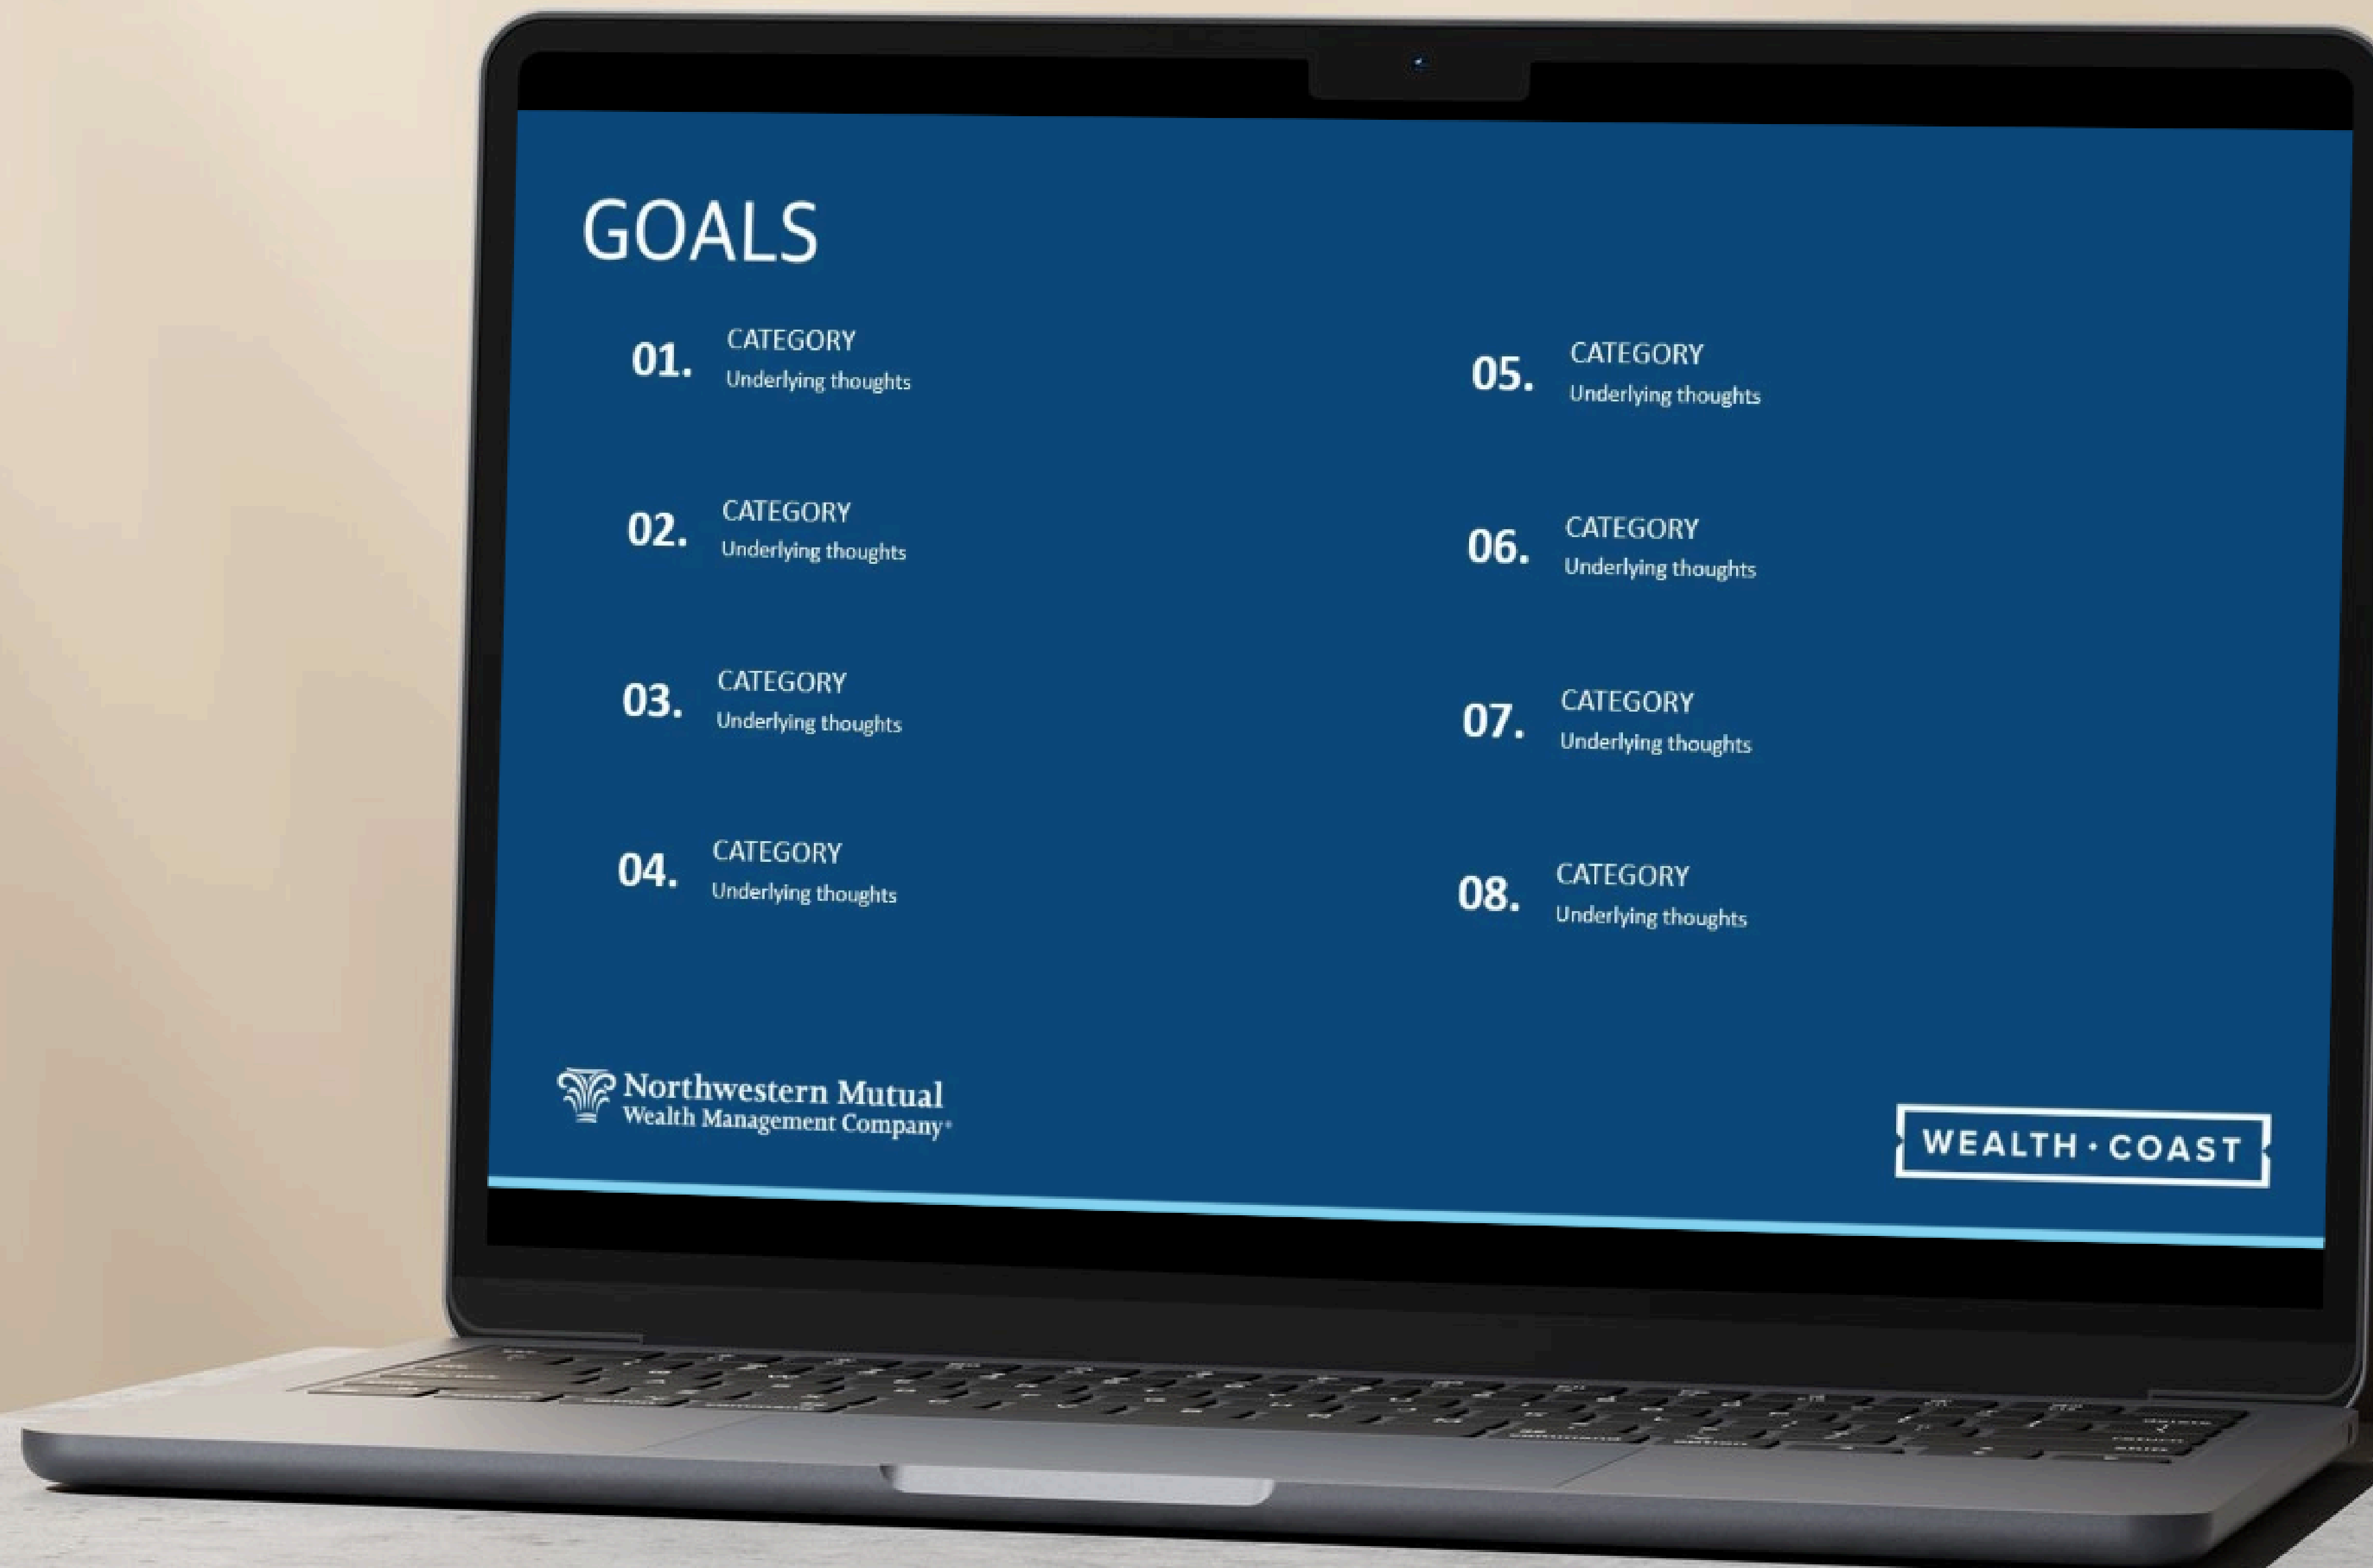 GOALS
01.
CATEGORY
Underlying thoughts
02.
CATEGORY
Underlying thoughts
03.
CATEGORY
Underlying thoughts
04.
CATEGORY
Underlying thoughts
05.
CATEGORY
Underlying thoughts
06.
CATEGORY
Underlying thoughts
07.
CATEGORY
Underlying thoughts
08.
CATEGORY
Underlying thoughts
Northwestern Mutual
Wealth Management Company®
WEALTH · COAST